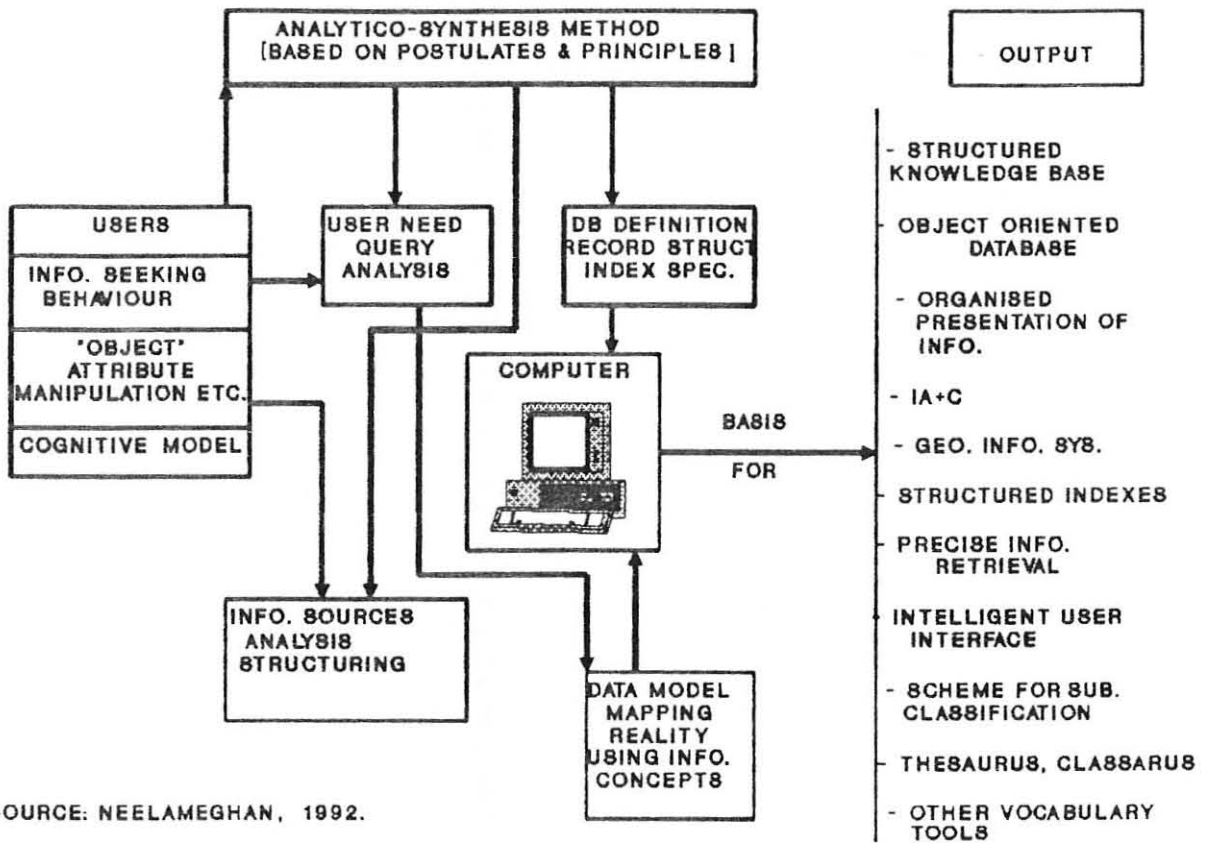 ANALYTICO-SYNTHESIS METHOD
[BASED ON POSTULATES & PRINCIPLES]
OUTPUT
USERS
INFO. SEEKING
BEHAVIOUR
"OBJECT"
ATTRIBUTE
MANIPULATION ETC.
COGNITIVE MODEL
USER NEED
QUERY
ANALYSIS
DB DEFINITION
RECORD STRUCT
INDEX SPEC.
COMPUTER
BASIS
FOR
INFO. SOURCES
ANALYSIS
STRUCTURING
DATA MODEL
MAPPING
REALITY
USING INFO.
CONCEPTS
- STRUCTURED
KNOWLEDGE BASE
- OBJECT ORIENTED
DATABASE
- ORGANISED
PRESENTATION OF
INFO.
- IA+C
- GEO. INFO. SYS.
- STRUCTURED INDEXES
- PRECISE INFO.
RETRIEVAL
- INTELLIGENT USER
INTERFACE
- SCHEME FOR SUB.
CLASSIFICATION
- THESAURUS, CLASSARUS
- OTHER VOCABULARY
TOOLS
OURCE: NEELAMEGHAN, 1992.